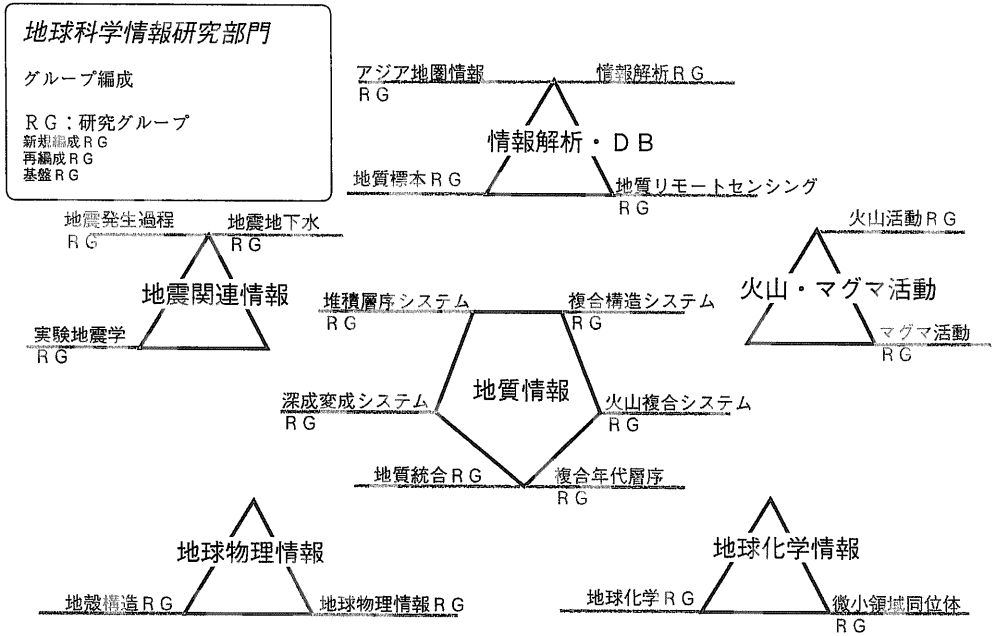 地球科学情報研究部門
グループ編成
RG：研究グループ
新規編成RG
再編成RG
基盤RG
アジア地圏情報
RG
情報解析RG
情報解析・DB
地質標本RG
地質リモートセンシング
RG
地震発生過程
RG
地震地下水
RG
地震関連情報
実験地震学
RG
火山活動RG
火山・マグマ活動
マグマ活動
RG
堆積層序システム
RG
複合構造システム
RG
地質情報
深成変成システム
RG
火山複合システム
RG
地質統合RG
複合年代層序
RG
地球物理情報
地殻構造RG
地球物理情報RG
地球化学情報
地球化学RG
微小領域同位体
RG